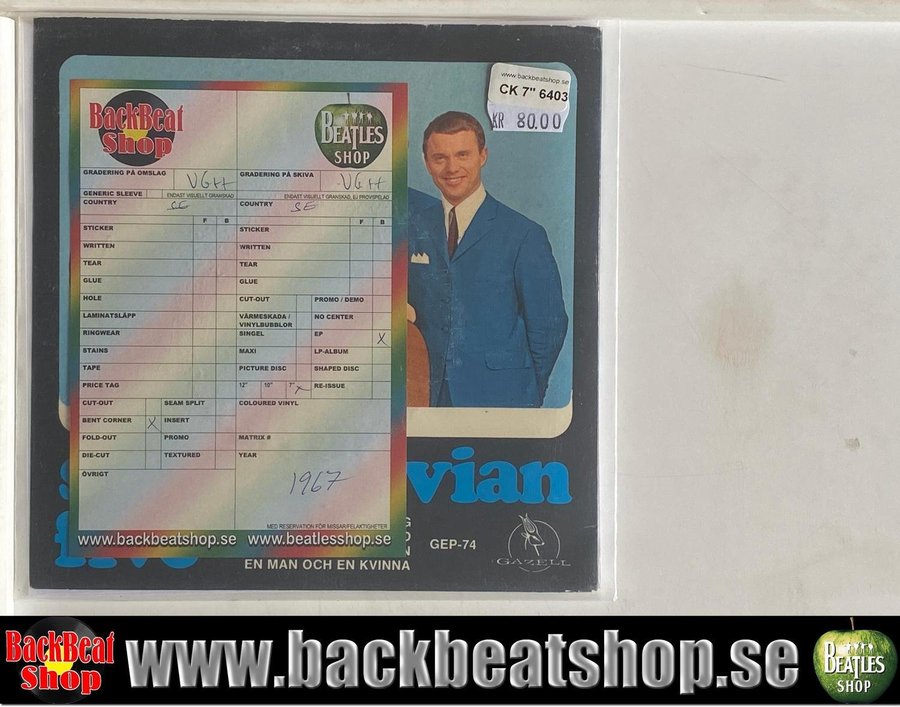 www.backbeatshop.se
CK 7" 6403
KR 80.00
BackBeat
Shop
BEATLES
SHOP
GRADERING PÅ OMSLAG VG++
GRADERING PÅ SKIVA VG++
GENERIC SLEEVE
ENDAST VISUELLT GRANSKAD
ENDAST VISUELLT GRANSKAD, EJ PROVSPELAD
COUNTRY SE
COUNTRY SE
F B
F B
STICKER
STICKER
WRITTEN
WRITTEN
TEAR
TEAR
GLUE
GLUE
HOLE
CUT-OUT
PROMO / DEMO
LAMINATSLÄPP
VÄRMESKADA /
VINYLBUBBLOR
NO CENTER
RINGWEAR
SINGEL
EP X
STAINS
MAXI
LP-ALBUM
TAPE
PICTURE DISC
SHAPED DISC
PRICE TAG
12" 10" 7" X
RE-ISSUE
CUT-OUT
SEAM SPLIT
COLOURED VINYL
BENT CORNER X
INSERT
FOLD-OUT
PROMO
MATRIX #
DIE-CUT
TEXTURED
YEAR
ÖVRIGT
1967
MED RESERVATION FÖR MISSAR/FELAKTIGHETER
www.backbeatshop.se www.beatlesshop.se
vian
GEP-74
GAZELL
EN MAN OCH EN KVINNA
BackBeat
Shop
www.backbeatshop.se
BEATLES
SHOP